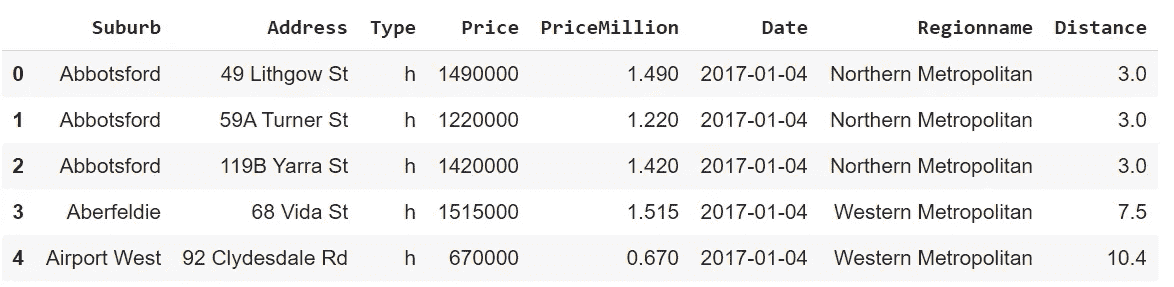 Suburb Address Type Price PriceMillion Date Regionname Distance
0 Abbotsford 49 Lithgow St h 1490000 1.490 2017-01-04 Northern Metropolitan 3.0
1 Abbotsford 59A Turner St h 1220000 1.220 2017-01-04 Northern Metropolitan 3.0
2 Abbotsford 119B Yarra St h 1420000 1.420 2017-01-04 Northern Metropolitan 3.0
3 Aberfeldie 68 Vida St h 1515000 1.515 2017-01-04 Western Metropolitan 7.5
4 Airport West 92 Clydesdale Rd h 670000 0.670 2017-01-04 Western Metropolitan 10.4